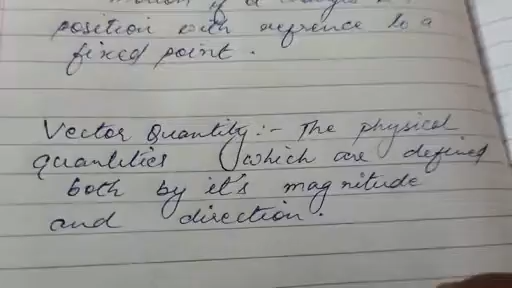 position with refrence to a
fixed point.
Vector Quantity:- The physical
quantities which are defined
both by it's magnitude
and direction.